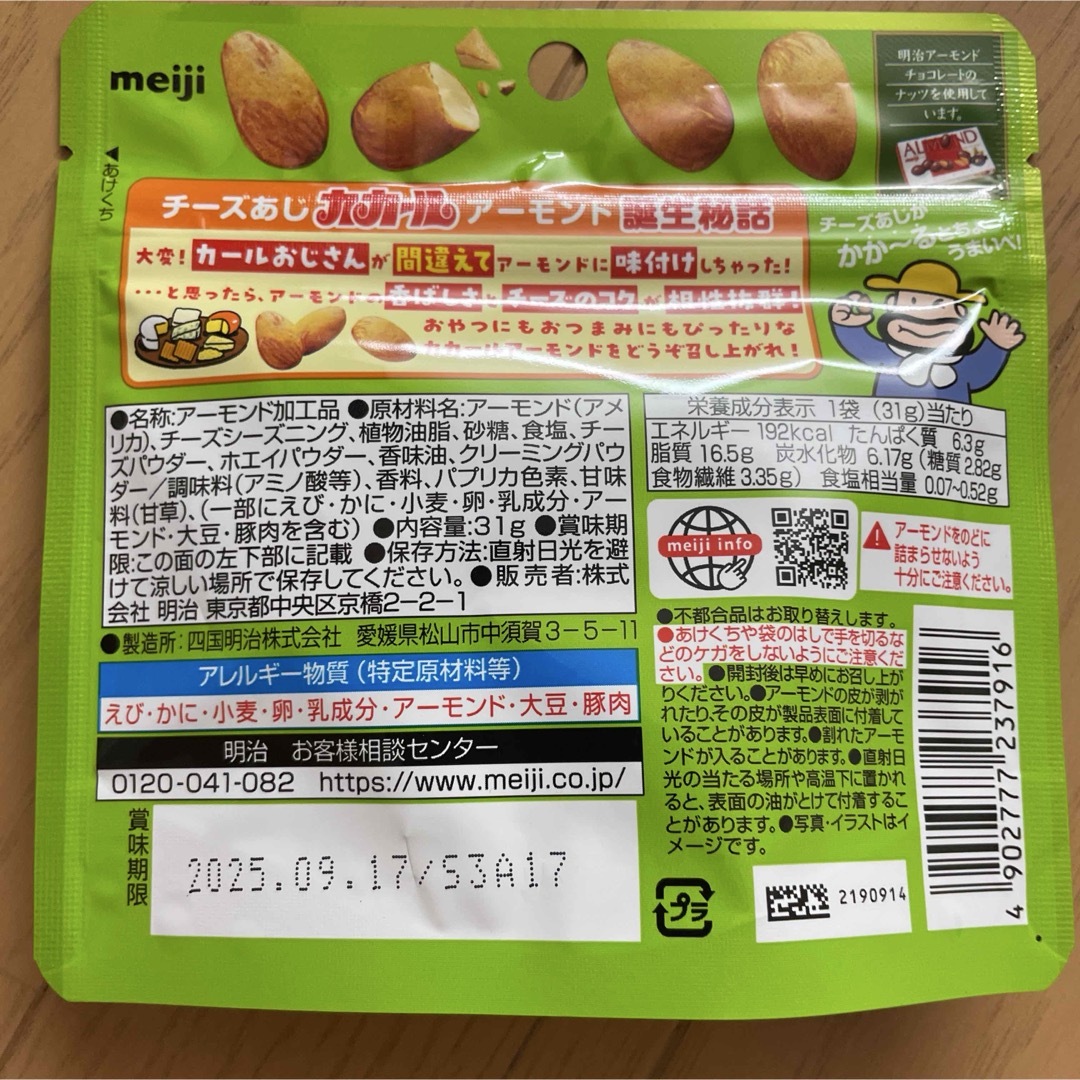 meiji
明治アーモンド
チョコレートの
ナッツを使用して
います。
ALMOND
◀あけくち
チーズあじ カカール アーモンド 誕生秘話
大変!カールおじさんが間違えてアーモンドに味付けしちゃった!
…と思ったら、アーモンドの香ばしさとチーズのコクが相性抜群!
おやつにもおつまみにもぴったりな
カカールアーモンドをどうぞ召し上がれ!
チーズあじが
かか〜るとちょー
うまいべ!
●名称:アーモンド加工品 ●原材料名:アーモンド(アメ
リカ)、チーズシーズニング、植物油脂、砂糖、食塩、チー
ズパウダー、ホエイパウダー、香味油、クリーミングパウ
ダー/調味料(アミノ酸等)、香料、パプリカ色素、甘味
料(甘草)、(一部にえび・かに・小麦・卵・乳成分・アー
モンド・大豆・豚肉を含む) ●内容量:31g ●賞味期
限:この面の左下部に記載 ●保存方法:直射日光を避
けて涼しい場所で保存してください。●販売者:株式
会社 明治 東京都中央区京橋2-2-1
●製造所:四国明治株式会社 愛媛県松山市中須賀3-5-11
アレルギー物質(特定原材料等)
えび・かに・小麦・卵・乳成分・アーモンド・大豆・豚肉
明治 お客様相談センター
0120-041-082 https://www.meiji.co.jp/
賞味期限
2025.09.17/S3A17
栄養成分表示 1袋(31g)当たり
エネルギー 192kcal たんぱく質 6.3g
脂質 16.5g 炭水化物 6.17g(糖質 2.82g
食物繊維 3.35g) 食塩相当量 0.07~0.52g
meiji info
アーモンドをのどに
詰まらせないよう
十分にご注意ください。
●不都合品はお取り替えします。
●あけくちや袋のはしで手を切るな
どのケガをしないようにご注意くだ
さい。●開封後は早めにお召し上が
りください。●アーモンドの皮が剥が
れたり、その皮が製品表面に付着して
いることがあります。●割れたアーモ
ンドが入ることがあります。●直射日
光の当たる場所や高温下に置かれ
ると、表面の油がとけて付着するこ
とがあります。●写真・イラストはイ
メージです。
プラ
2190914
4 902777 237916